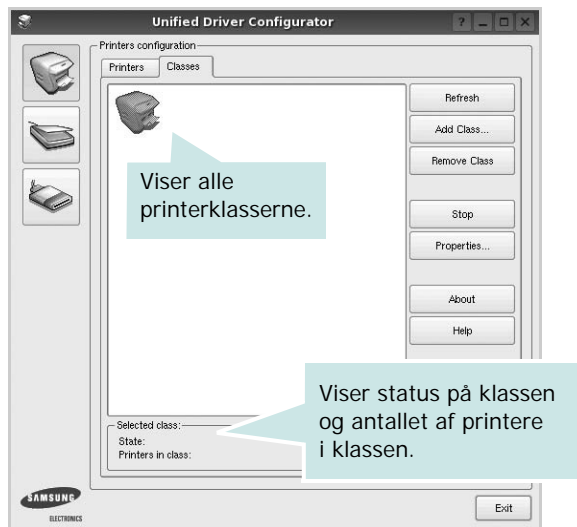 Unified Driver Configurator
Printers configuration
Printers Classes
Refresh
Add Class...
Remove Class
Viser alle
printerklasserne.
Stop
Properties...
About
Help
Viser status på klassen
og antallet af printere
i klassen.
Selected class:
State:
Printers in class:
SAMSUNG
ELECTRONICS
Exit